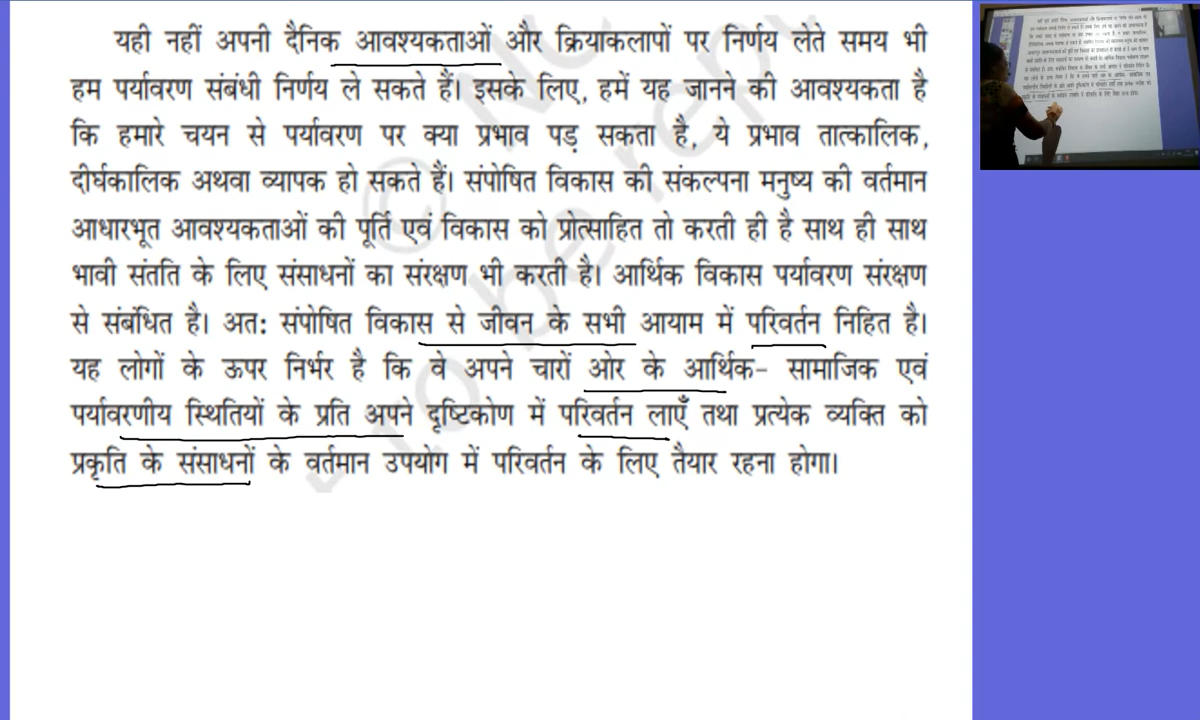 यही नहीं अपनी दैनिक आवश्यकताओं और क्रियाकलापों पर निर्णय लेते समय भी
हम पर्यावरण संबंधी निर्णय ले सकते हैं। इसके लिए, हमें यह जानने की आवश्यकता है
कि हमारे चयन से पर्यावरण पर क्या प्रभाव पड़ सकता है, ये प्रभाव तात्कालिक,
दीर्घकालिक अथवा व्यापक हो सकते हैं। संपोषित विकास की संकल्पना मनुष्य की वर्तमान
आधारभूत आवश्यकताओं की पूर्ति एवं विकास को प्रोत्साहित तो करती ही है साथ ही साथ
भावी संतति के लिए संसाधनों का संरक्षण भी करती है। आर्थिक विकास पर्यावरण संरक्षण
से संबंधित है। अत: संपोषित विकास से जीवन के सभी आयाम में परिवर्तन निहित है।
यह लोगों के ऊपर निर्भर है कि वे अपने चारों ओर के आर्थिक- सामाजिक एवं
पर्यावरणीय स्थितियों के प्रति अपने दृष्टिकोण में परिवर्तन लाएँ तथा प्रत्येक व्यक्ति को
प्रकृति के संसाधनों के वर्तमान उपयोग में परिवर्तन के लिए तैयार रहना होगा।